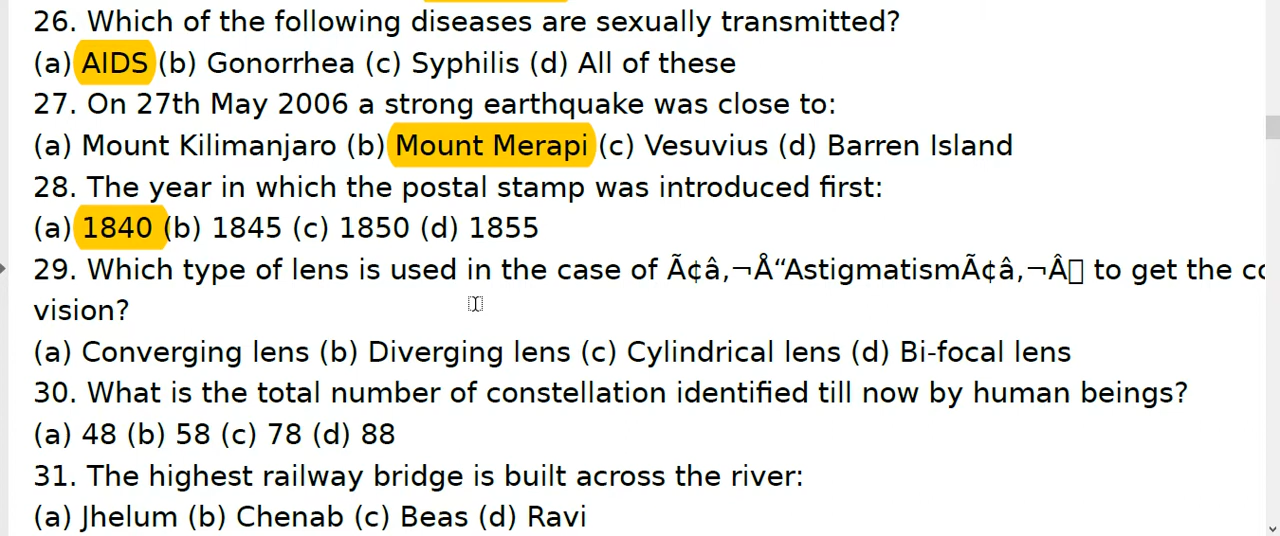 26. Which of the following diseases are sexually transmitted?
(a) AIDS (b) Gonorrhea (c) Syphilis (d) All of these
27. On 27th May 2006 a strong earthquake was close to:
(a) Mount Kilimanjaro (b) Mount Merapi (c) Vesuvius (d) Barren Island
28. The year in which the postal stamp was introduced first:
(a) 1840 (b) 1845 (c) 1850 (d) 1855
29. Which type of lens is used in the case of Ã¢â‚¬Å“AstigmatismÃ¢â‚¬Â to get the
vision?
(a) Converging lens (b) Diverging lens (c) Cylindrical lens (d) Bi-focal lens
30. What is the total number of constellation identified till now by human beings?
(a) 48 (b) 58 (c) 78 (d) 88
31. The highest railway bridge is built across the river:
(a) Jhelum (b) Chenab (c) Beas (d) Ravi